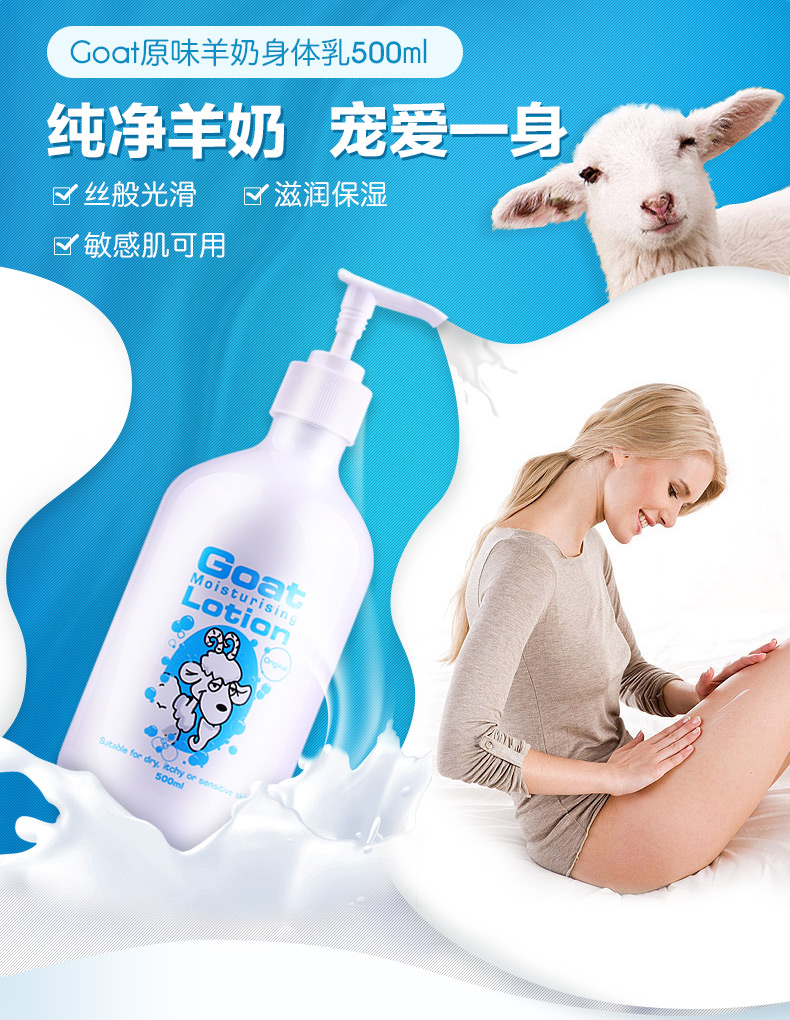 Goat原味羊奶身体乳500ml
纯净羊奶 宠爱一身
丝般光滑 滋润保湿
敏感肌可用
Goat
Moisturising
Lotion
Original
Suitable for dry, itchy or sensitive skin
500ml